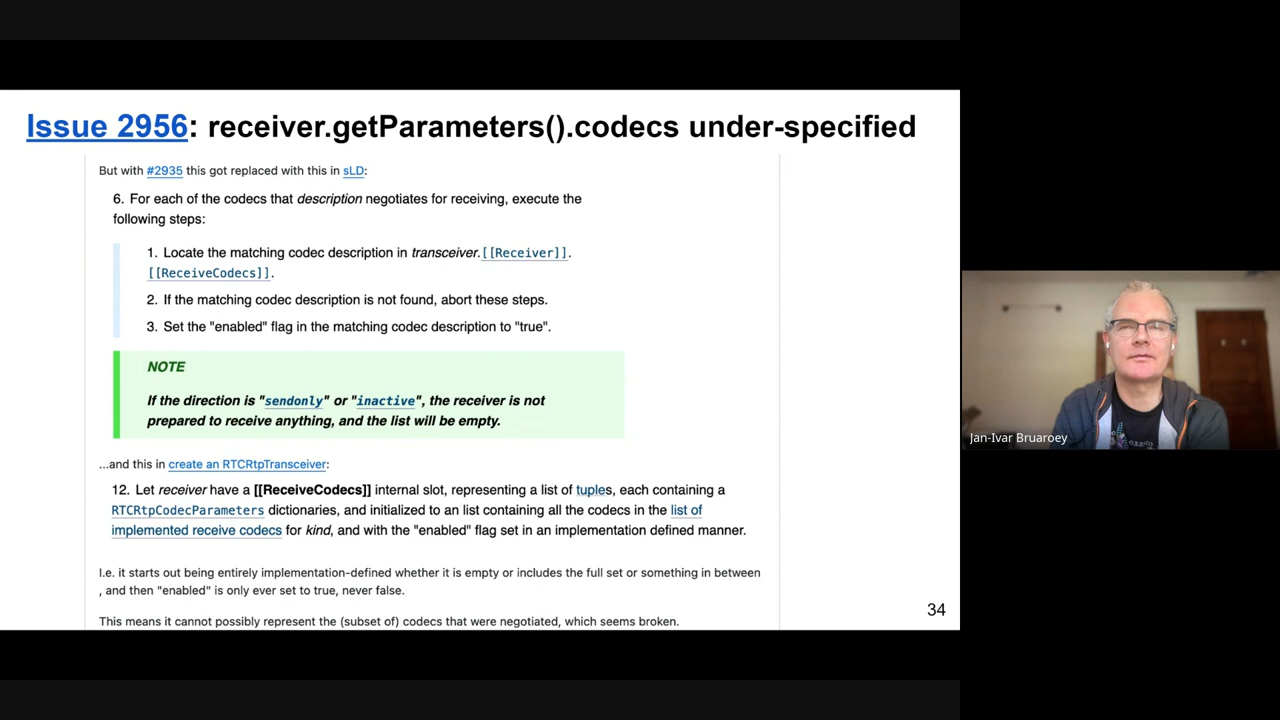 Issue 2956: receiver.getParameters().codecs under-specified
But with #2935 this got replaced with this in sLD:
6. For each of the codecs that description negotiates for receiving, execute the
following steps:
1. Locate the matching codec description in transceiver.[[Receiver]].
[[ReceiveCodecs]].
2. If the matching codec description is not found, abort these steps.
3. Set the "enabled" flag in the matching codec description to "true".
NOTE
If the direction is "sendonly" or "inactive", the receiver is not
prepared to receive anything, and the list will be empty.
...and this in create an RTCRtpTransceiver:
12. Let receiver have a [[ReceiveCodecs]] internal slot, representing a list of tuples, each containing a
RTCRtpCodecParameters dictionaries, and initialized to an list containing all the codecs in the list of
implemented receive codecs for kind, and with the "enabled" flag set in an implementation defined manner.
I.e. it starts out being entirely implementation-defined whether it is empty or includes the full set or something in between
, and then "enabled" is only ever set to true, never false.
This means it cannot possibly represent the (subset of) codecs that were negotiated, which seems broken.
34
Jan-Ivar Bruaroey